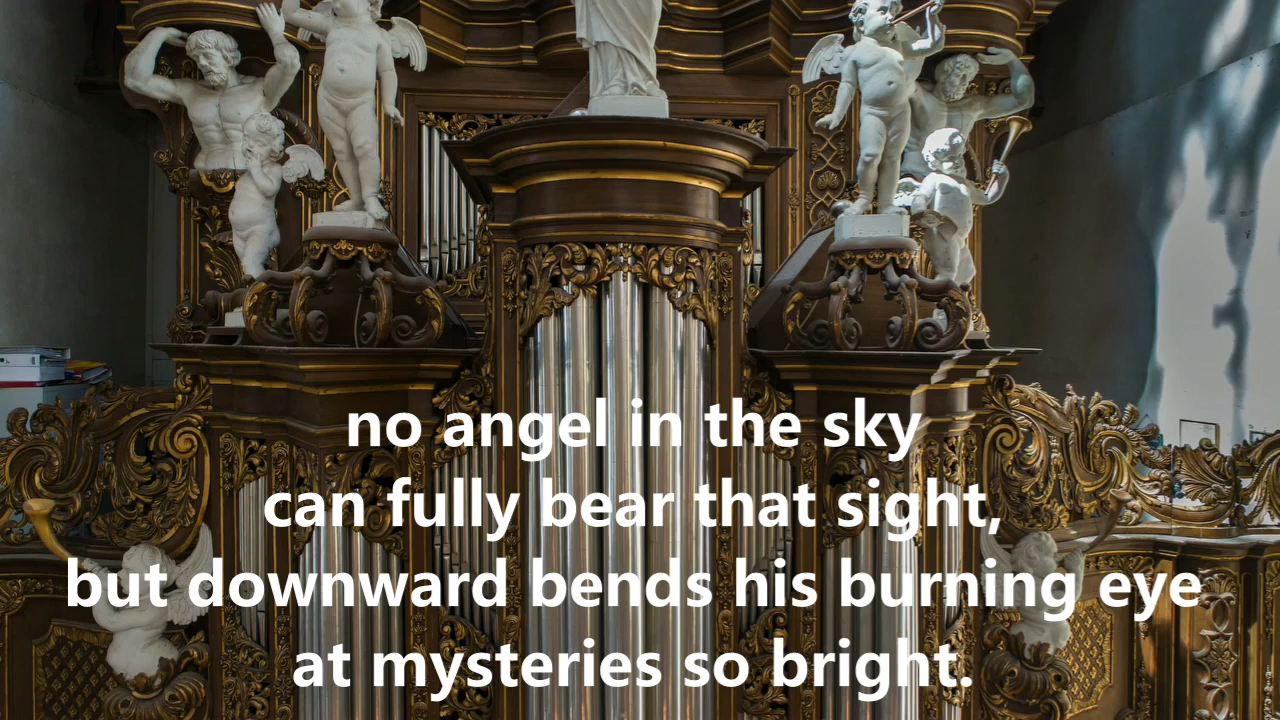 no angel in the sky
can fully bear that sight,
but downward bends his burning eye
at mysteries so bright.